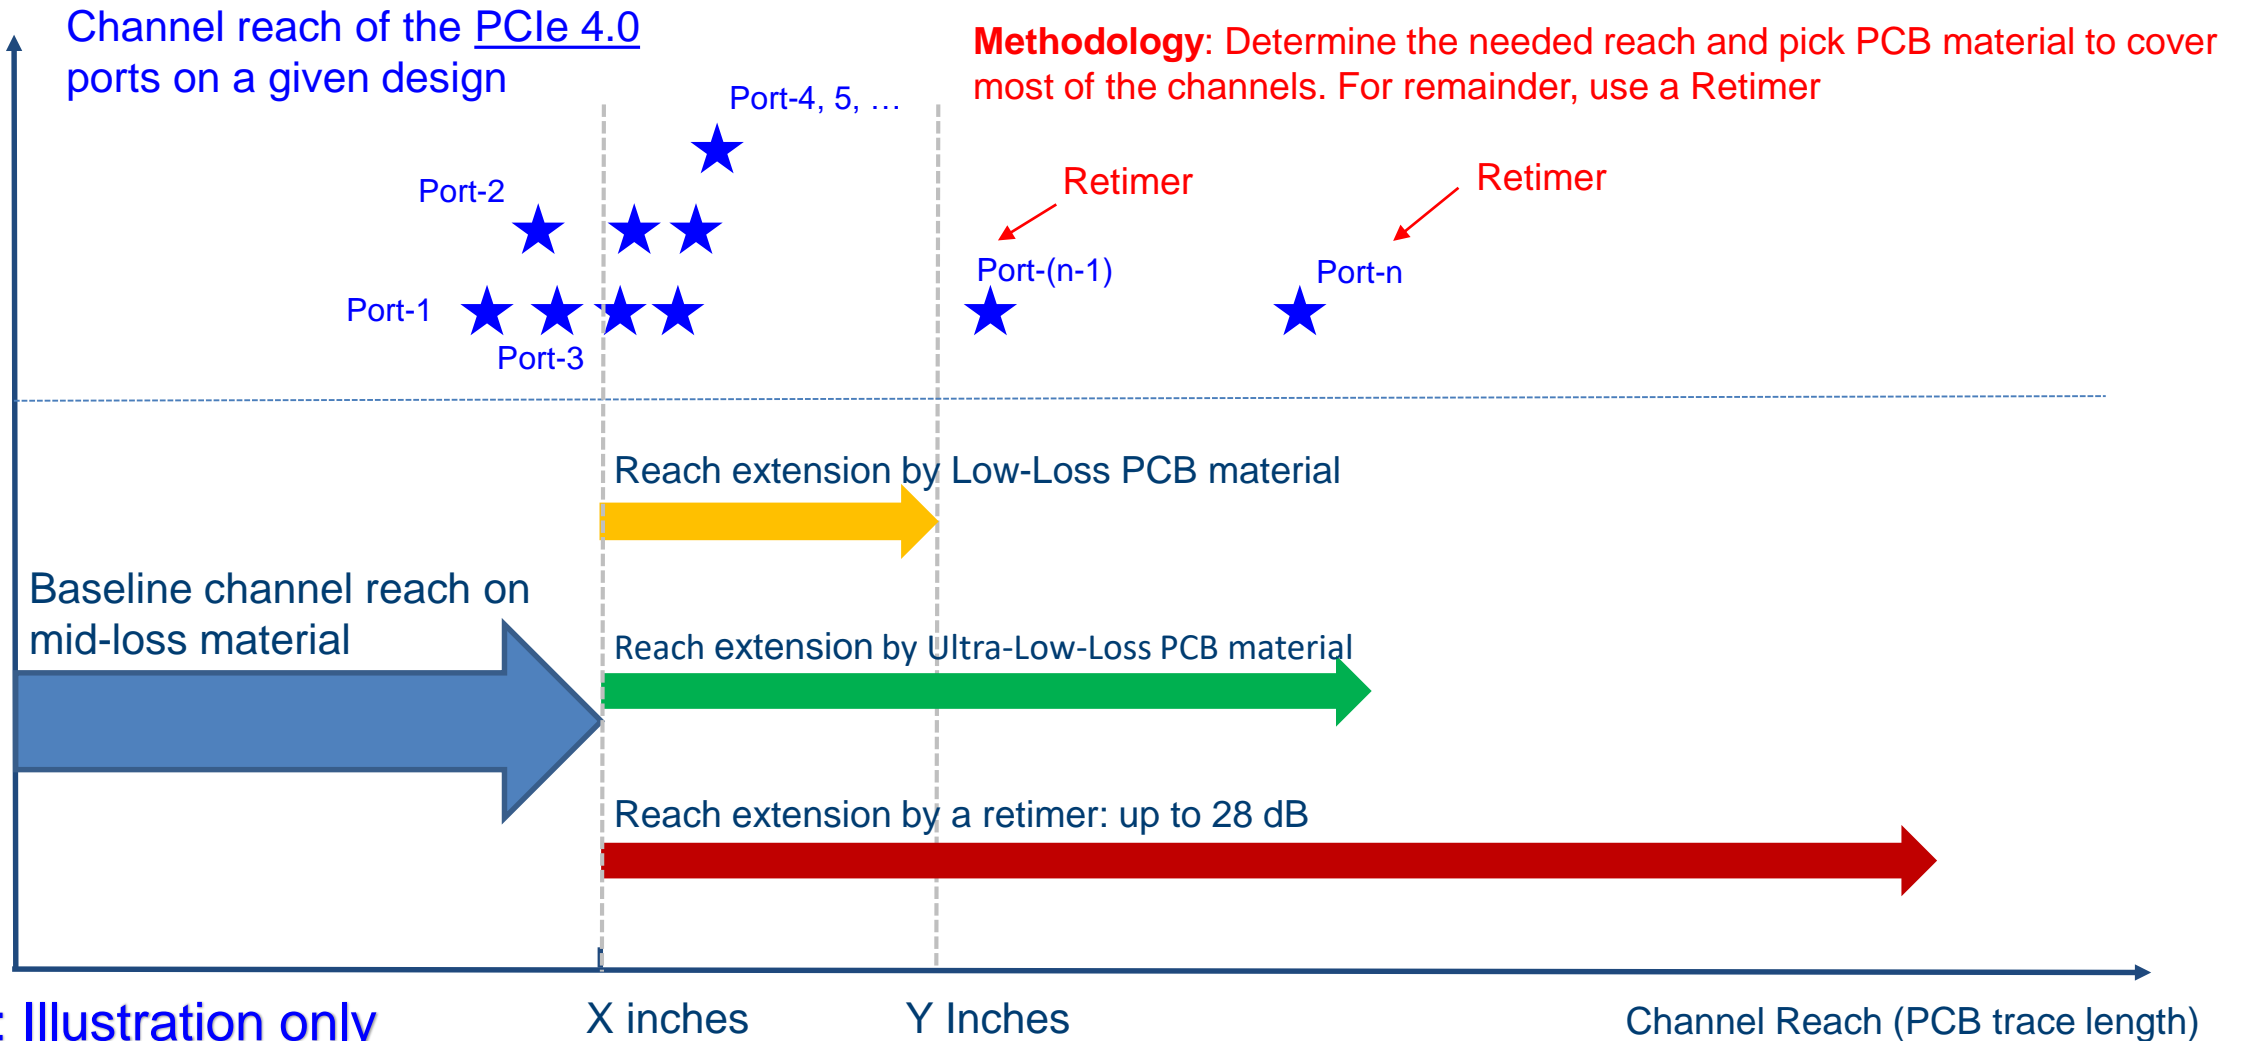 Channel reach of the PCIe 4.0
ports on a given design
Methodology: Determine the needed reach and pick PCB material to cover
most of the channels. For remainder, use a Retimer
Port-4, 5, …
Port-2
Retimer
Retimer
Port-(n-1)
Port-n
Port-1
Port-3
Reach extension by Low-Loss PCB material
Baseline channel reach on
mid-loss material
Reach extension by Ultra-Low-Loss PCB material
Reach extension by a retimer: up to 28 dB
X inches
Y Inches
Channel Reach (PCB trace length)
: Illustration only